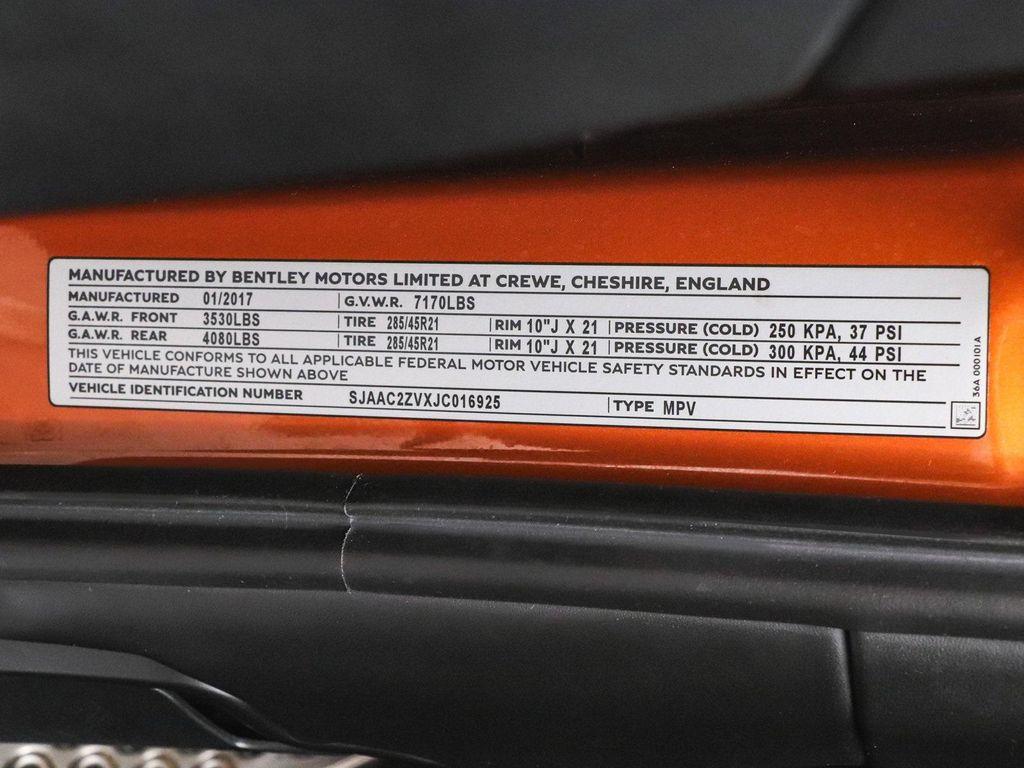 MANUFACTURED BY BENTLEY MOTORS LIMITED AT CREWE, CHESHIRE, ENGLAND
MANUFACTURED 01/2017 G.V.W.R. 7170LBS
G.A.W.R. FRONT 3530LBS TIRE 285/45R21 RIM 10"J X 21 PRESSURE (COLD) 250 KPA, 37 PSI
G.A.W.R. REAR 4080LBS TIRE 285/45R21 RIM 10"J X 21 PRESSURE (COLD) 300 KPA, 44 PSI
THIS VEHICLE CONFORMS TO ALL APPLICABLE FEDERAL MOTOR VEHICLE SAFETY STANDARDS IN EFFECT ON THE
DATE OF MANUFACTURE SHOWN ABOVE
VEHICLE IDENTIFICATION NUMBER SJAAC2ZVXJC016925 TYPE MPV
36A 000101A